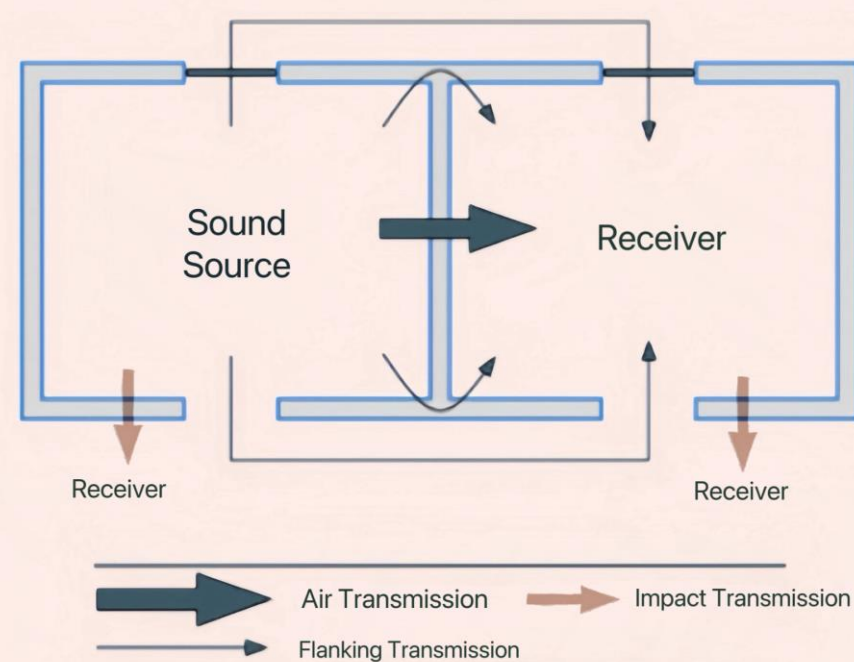 Sound
Source
Receiver
Receiver
Receiver
Air Transmission
Impact Transmission
Flanking Transmission